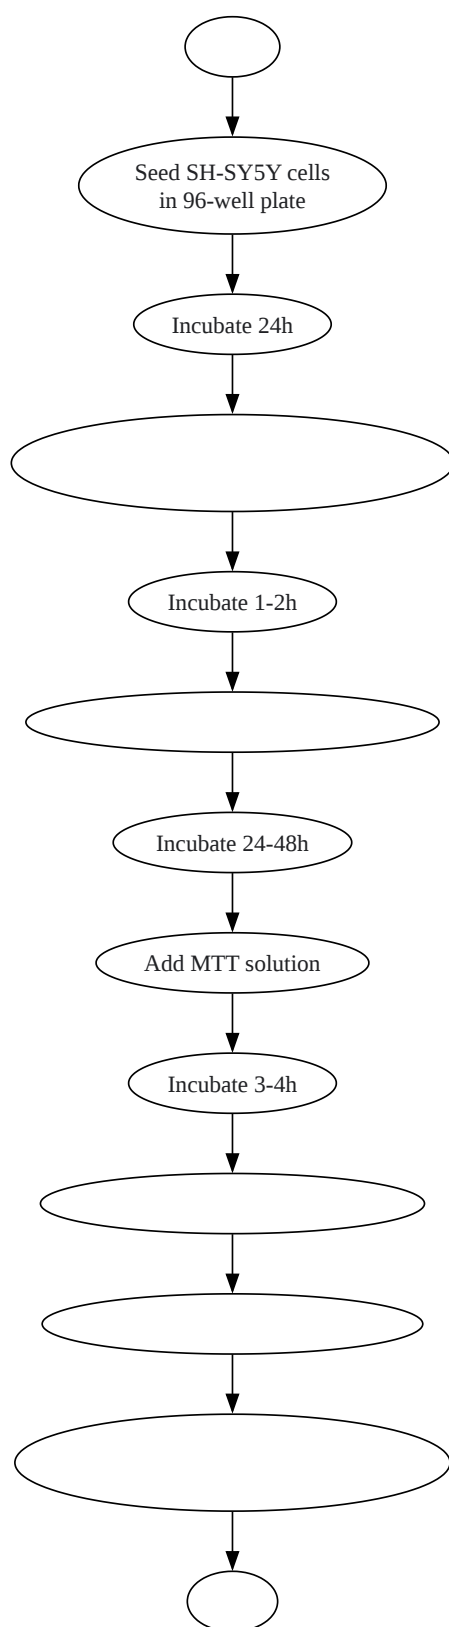 Seed SH-SY5Y cells
in 96-well plate
Incubate 24h
Incubate 1-2h
Incubate 24-48h
Add MTT solution
Incubate 3-4h